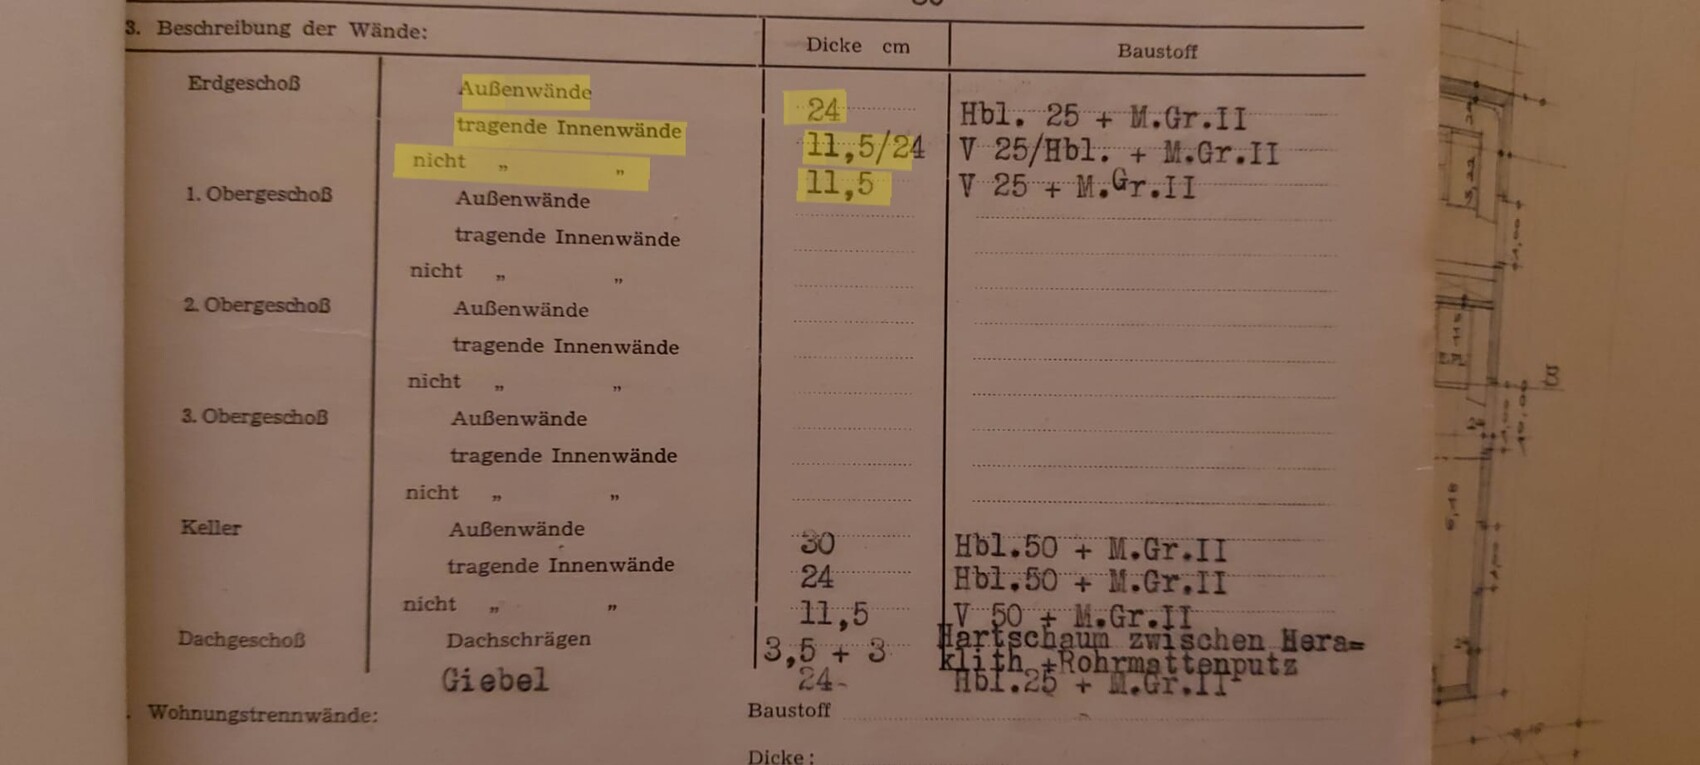 3. Beschreibung der Wände: Dicke cm Baustoff
Erdgeschoß Außenwände 24 Hbl. 25 + M.Gr.II
tragende Innenwände 11,5/24 V 25/Hbl. + M.Gr.II
nicht „ „ 11,5 V 25 + M.Gr.II
1. Obergeschoß Außenwände
tragende Innenwände
nicht „ „
2. Obergeschoß Außenwände
tragende Innenwände
nicht „ „
3. Obergeschoß Außenwände
tragende Innenwände
nicht „ „
Keller Außenwände 30 Hbl.50 + M.Gr.II
tragende Innenwände 24 Hbl.50 + M.Gr.II
nicht „ „ 11,5 V 50 + M.Gr.II
Dachgeschoß Dachschrägen 3,5 + 3 Hartschaum zwischen Hera=
klith +Rohrmattenputz
Giebel 24- Hbl.25 + M.Gr.II
Wohnungstrennwände: Baustoff
Dicke:
B